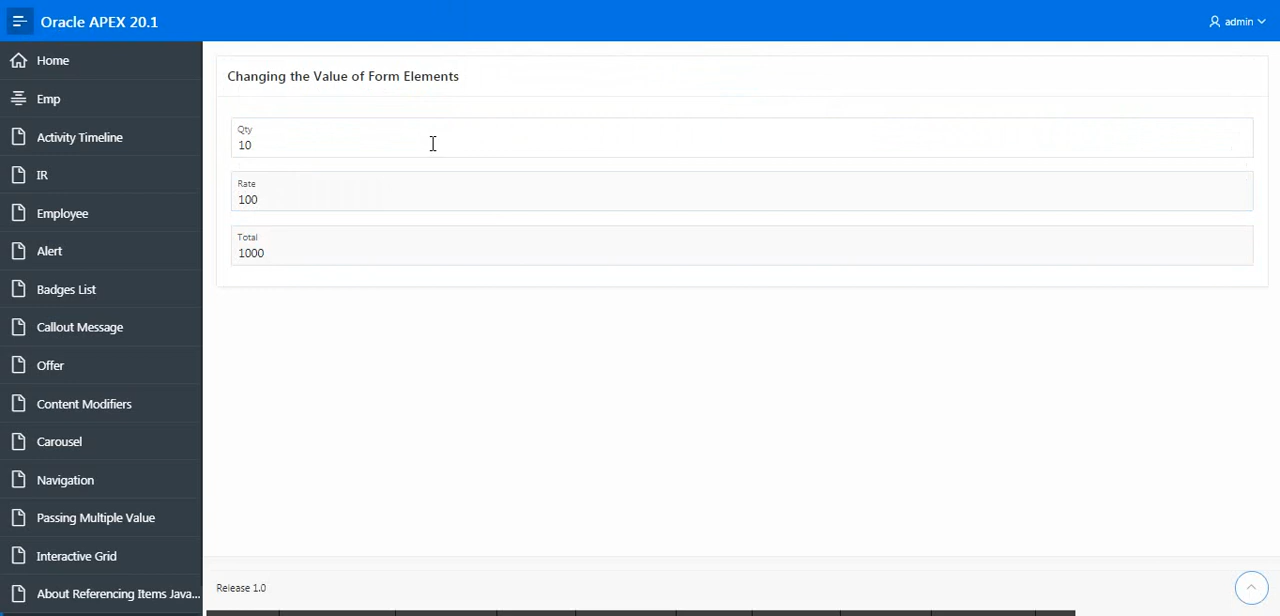 Oracle APEX 20.1
admin
Home
Emp
Activity Timeline
IR
Employee
Alert
Badges List
Callout Message
Offer
Content Modifiers
Carousel
Navigation
Passing Multiple Value
Interactive Grid
About Referencing Items Java...
Changing the Value of Form Elements
Qty
10
Rate
100
Total
1000
Release 1.0